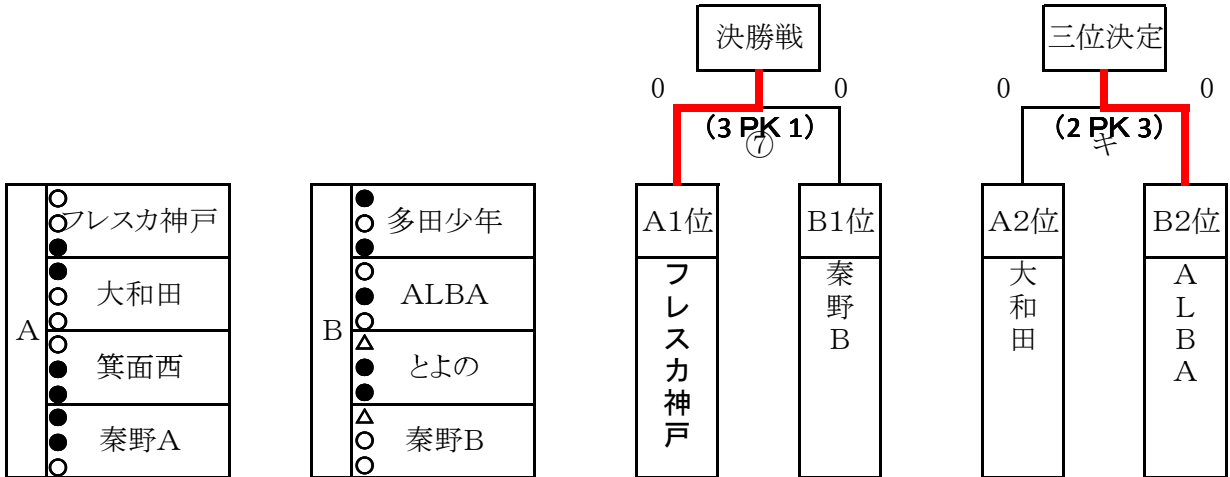 決勝戦
三位決定
0
0
0
0
(3 PK 1)
(2 PK 3)
⑦
キ
A
○
○フレスカ神戸
●
●
○大和田
○
○
●箕面西
●
●
●秦野A
○
B
●
○多田少年
●
○
●ALBA
○
△
●とよの
●
△
○秦野B
○
A1位
B1位
A2位
B2位
フレスカ神戸
秦野B
大和田
ALBA